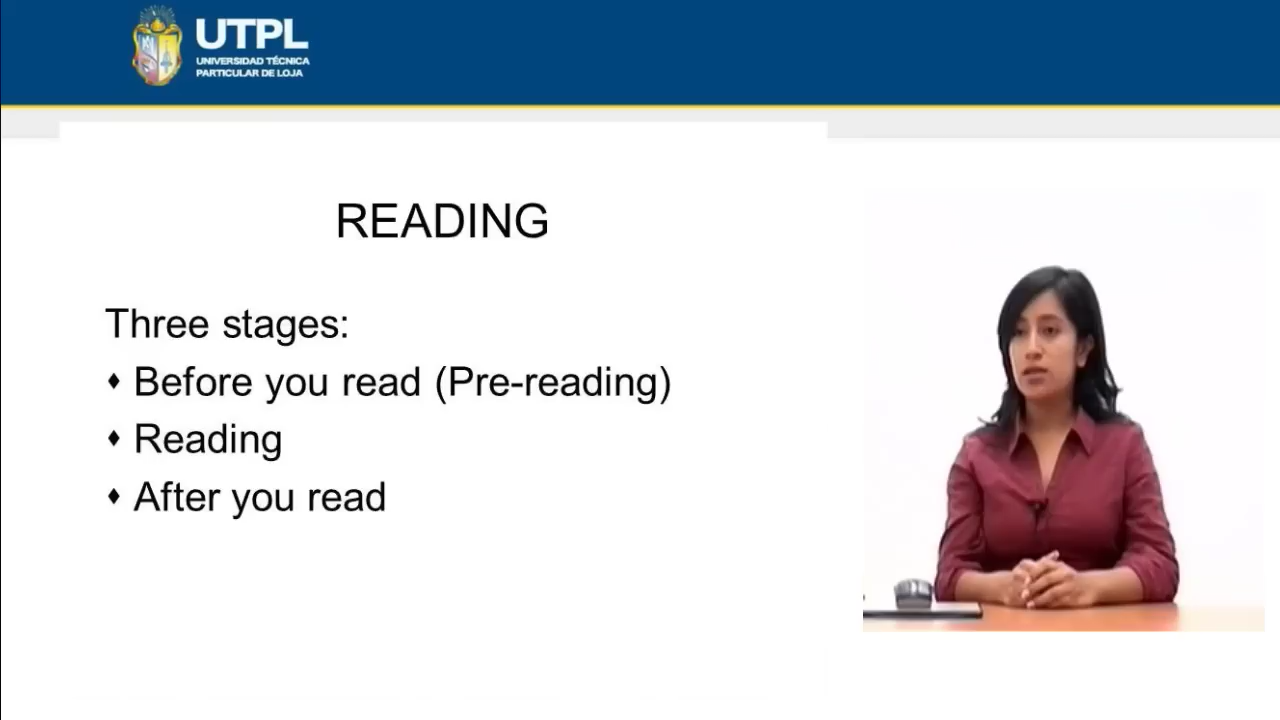 UTPL
UNIVERSIDAD TÉCNICA
PARTICULAR DE LOJA
READING
Three stages:
Before you read (Pre-reading)
Reading
After you read